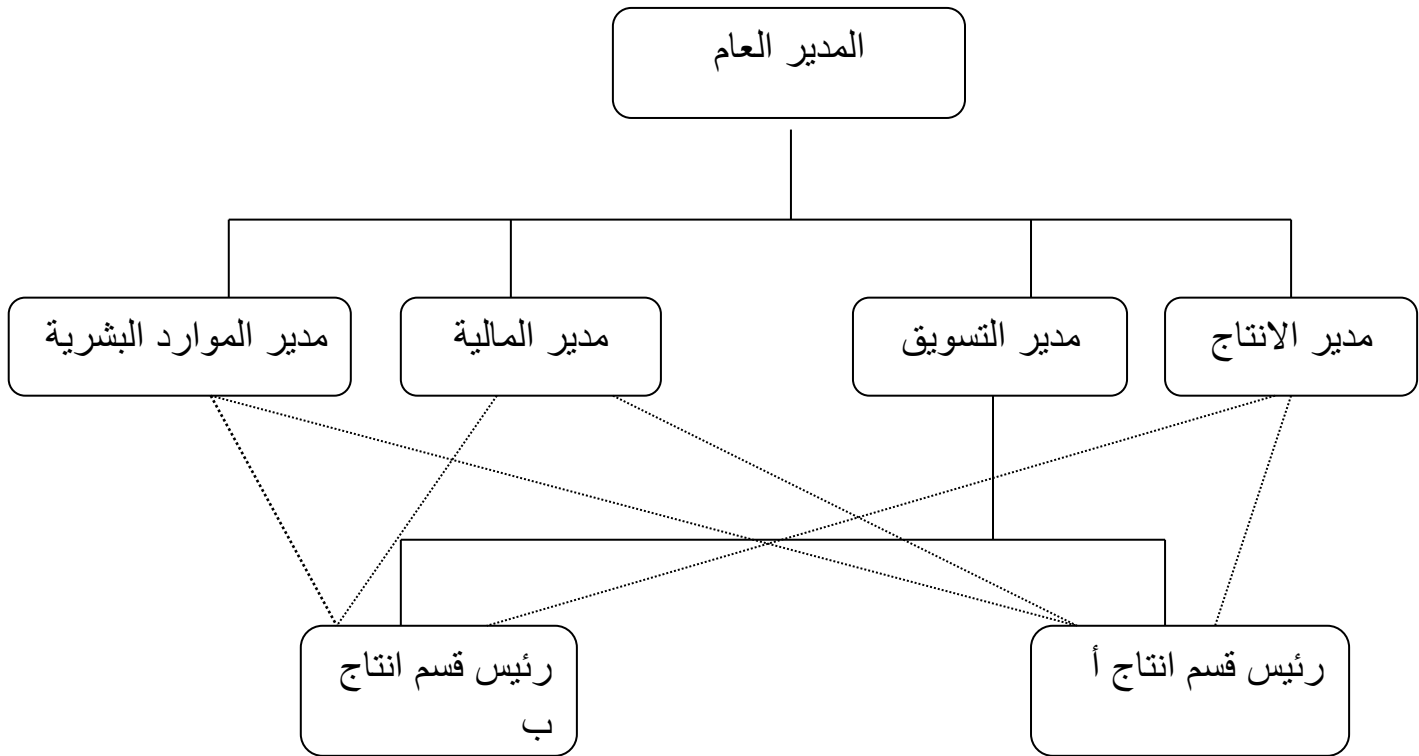 المدير العام
مدير الانتاج
مدير التسويق
مدير المالية
مدير الموارد البشرية
رئيس قسم انتاج أ
رئيس قسم انتاج
ب